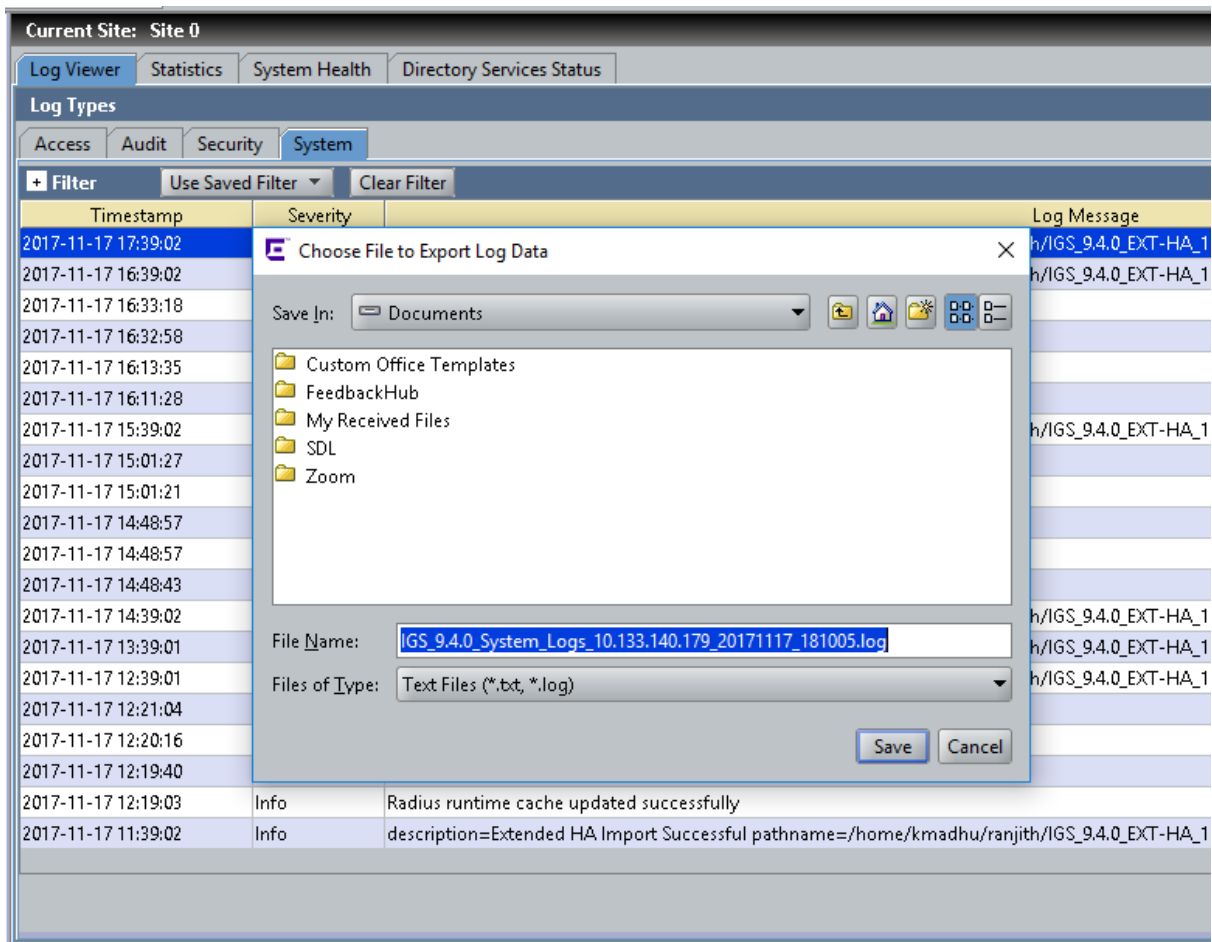 Current Site: Site 0
Log Viewer Statistics System Health Directory Services Status
Log Types
Access Audit Security System
+ Filter Use Saved Filter Clear Filter
Timestamp Severity Log Message
2017-11-17 17:39:02 h/IGS_9.4.0_EXT-HA_1
Choose File to Export Log Data
2017-11-17 16:39:02 h/IGS_9.4.0_EXT-HA_1
2017-11-17 16:33:18
Save In: Documents
2017-11-17 16:32:58
Custom Office Templates
2017-11-17 16:13:35
FeedbackHub
2017-11-17 16:11:28
My Received Files
2017-11-17 15:39:02 h/IGS_9.4.0_EXT-HA_1
SDL
2017-11-17 15:01:27
Zoom
2017-11-17 15:01:21
2017-11-17 14:48:57
2017-11-17 14:48:57
2017-11-17 14:48:43
2017-11-17 14:39:02 h/IGS_9.4.0_EXT-HA_1
File Name: IGS_9.4.0_System_Logs_10.133.140.179_20171117_181005.log
2017-11-17 13:39:01 h/IGS_9.4.0_EXT-HA_1
2017-11-17 12:39:01 h/IGS_9.4.0_EXT-HA_1
Files of Type: Text Files (*.txt, *.log)
2017-11-17 12:21:04
2017-11-17 12:20:16
Save Cancel
2017-11-17 12:19:40
2017-11-17 12:19:03 Info Radius runtime cache updated successfully
2017-11-17 11:39:02 Info description=Extended HA Import Successful pathname=/home/kmadhu/ranjith/IGS_9.4.0_EXT-HA_1